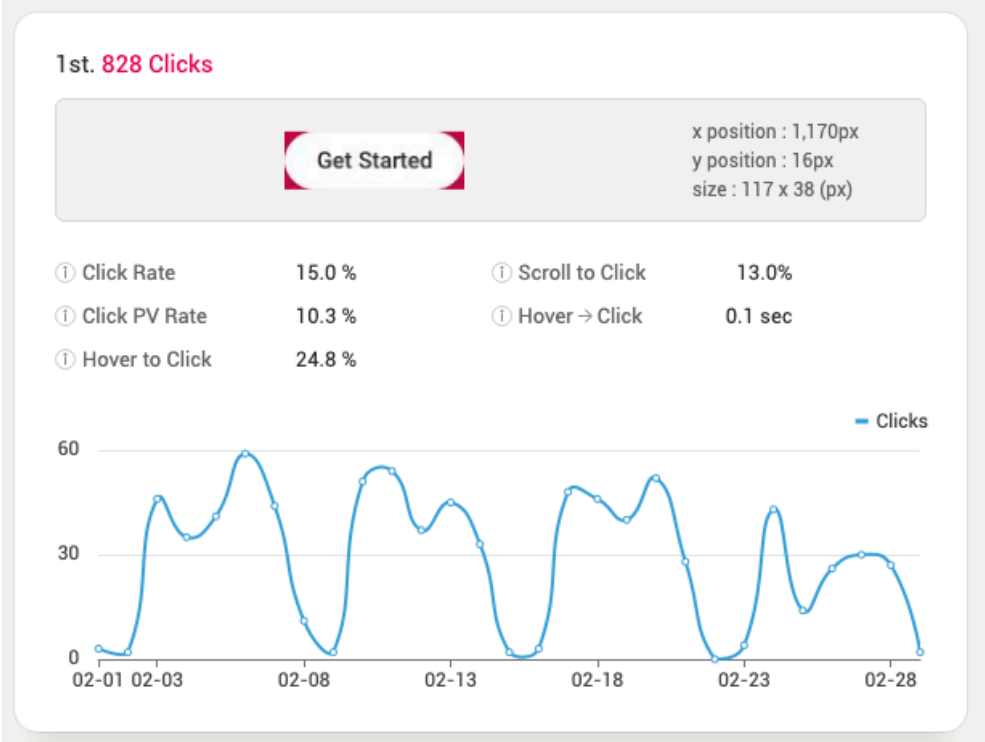 1st. 828 Clicks
Get Started
x position : 1,170px
y position : 16px
size : 117 x 38 (px)
Click Rate 15.0 % Scroll to Click 13.0%
Click PV Rate 10.3 % Hover → Click 0.1 sec
Hover to Click 24.8 %
Clicks
60
30
0
02-01 02-03 02-08 02-13 02-18 02-23 02-28